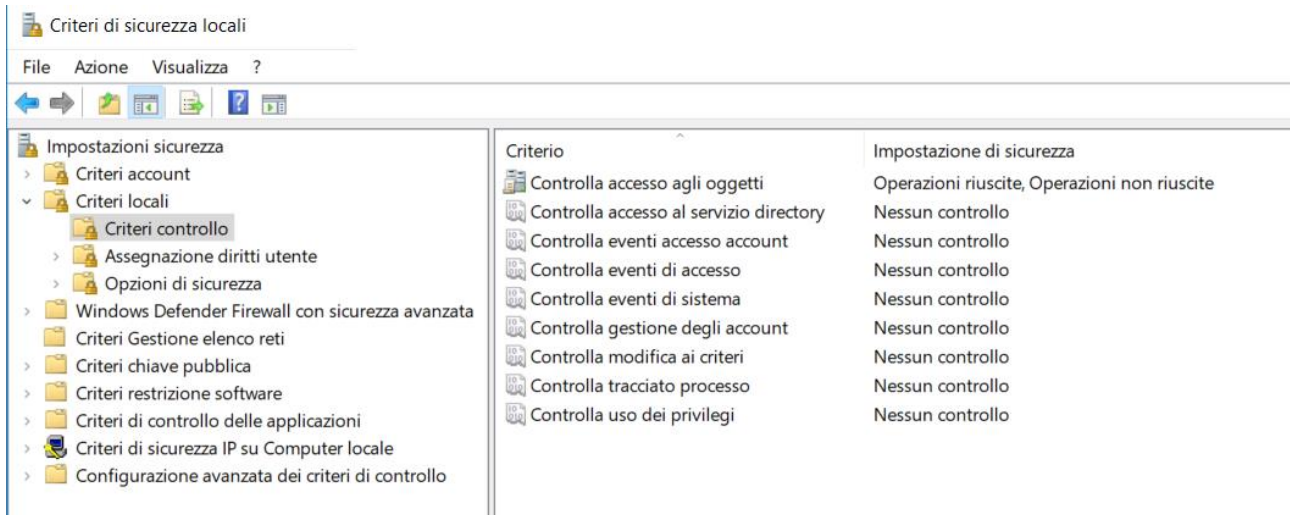 Criteri di sicurezza locali
File Azione Visualizza ?
Impostazioni sicurezza
Criteri account
Criteri locali
Criteri controllo
Assegnazione diritti utente
Opzioni di sicurezza
Windows Defender Firewall con sicurezza avanzata
Criteri Gestione elenco reti
Criteri chiave pubblica
Criteri restrizione software
Criteri di controllo delle applicazioni
Criteri di sicurezza IP su Computer locale
Configurazione avanzata dei criteri di controllo
Criterio Impostazione di sicurezza
Controlla accesso agli oggetti Operazioni riuscite, Operazioni non riuscite
Controlla accesso al servizio directory Nessun controllo
Controlla eventi accesso account Nessun controllo
Controlla eventi di accesso Nessun controllo
Controlla eventi di sistema Nessun controllo
Controlla gestione degli account Nessun controllo
Controlla modifica ai criteri Nessun controllo
Controlla tracciato processo Nessun controllo
Controlla uso dei privilegi Nessun controllo